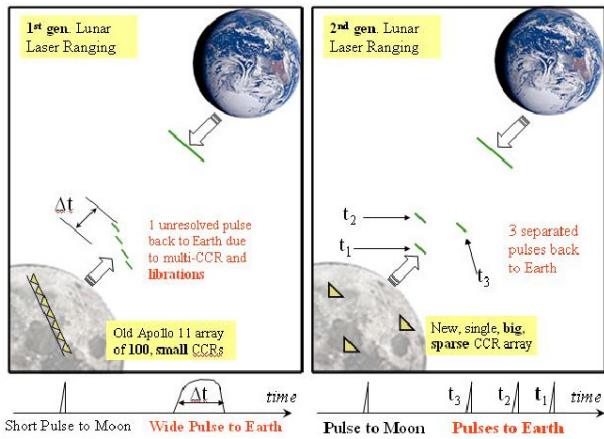 1st gen. Lunar
Laser Ranging
Δt
1 unresolved pulse
back to Earth due
to multi-CCR and
librations
Old Apollo 11 array
of 100, small CCRs
Δt
time
Short Pulse to Moon
Wide Pulse to Earth
2nd gen. Lunar
Laser Ranging
t2
t1
t3
3 separated
pulses back
to Earth
New, single, big,
sparse CCR array
t3
t2
t1
time
Pulse to Moon
Pulses to Earth